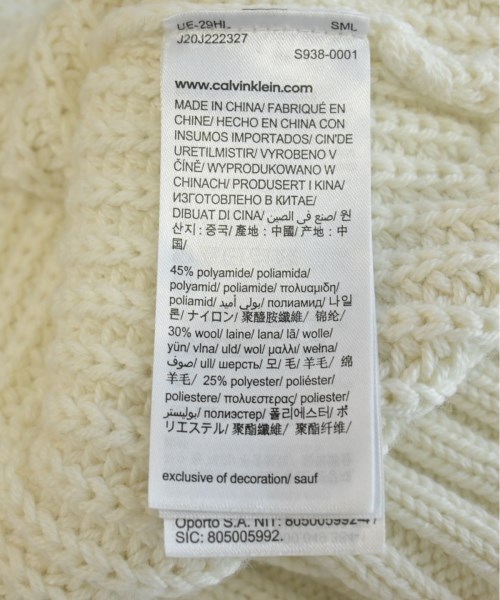 UE-29HL SML
J20J222327
S938-0001
www.calvinklein.com
MADE IN CHINA/ FABRIQUÉ EN
CHINE/ HECHO EN CHINA CON
INSUMOS IMPORTADOS/ CIN'DE
URETILMISTIR/ VYROBENO V
ČÍNĚ/ WYPRODUKOWANO W
CHINACH/ PRODUSERT I KINA/
ИЗГОТОВЛЕНО В КИТАЕ/
DIBUAT DI CINA/ صنع في الصين/ 원
산지 : 중국/ 產地 : 中國/ 产地 : 中
国/
45% polyamide/ poliamida/
polyamid/ poliamide/ πολυαμιδη/
poliamid/ بولي أميد/ полиамид/ 나일
론/ ナイロン/ 聚醯胺纖維/ 锦纶/
30% wool/ laine/ lana/ lã/ wolle/
yün/ vlna/ uld/ wol/ μαλλι/ wełna/
صوف/ ull/ шерсть/ 모/ 毛/ 羊毛/ 绵
羊毛/ 25% polyester/ poliéster/
poliestere/ πολυεστερας/ poliester/
بوليستر/ полиэстер/ 폴리에스터/ ポ
リエステル/ 聚酯纖維/ 聚酯纤维/
exclusive of decoration/ sauf
Oporto S.A. NIT: 805005992-4
SIC: 805005992.